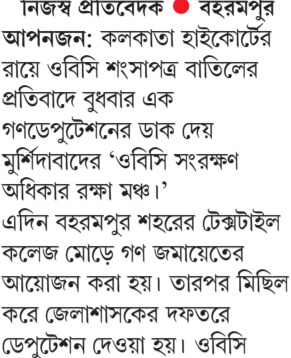 নিজস্ব প্রতিবেদক ● বহরমপুর
আপনজন: কলকাতা হাইকোর্টের
রায়ে ওবিসি শংসাপত্র বাতিলের
প্রতিবাদে বুধবার এক
গণডেপুটেশনের ডাক দেয়
মুর্শিদাবাদের ‘ওবিসি সংরক্ষণ
অধিকার রক্ষা মঞ্চ।’
এদিন বহরমপুর শহরের টেক্সটাইল
কলেজ মোড়ে গণ জমায়েতের
আয়োজন করা হয়। তারপর মিছিল
করে জেলাশাসকের দফতরে
ডেপুটেশন দেওয়া হয়। ওবিসি